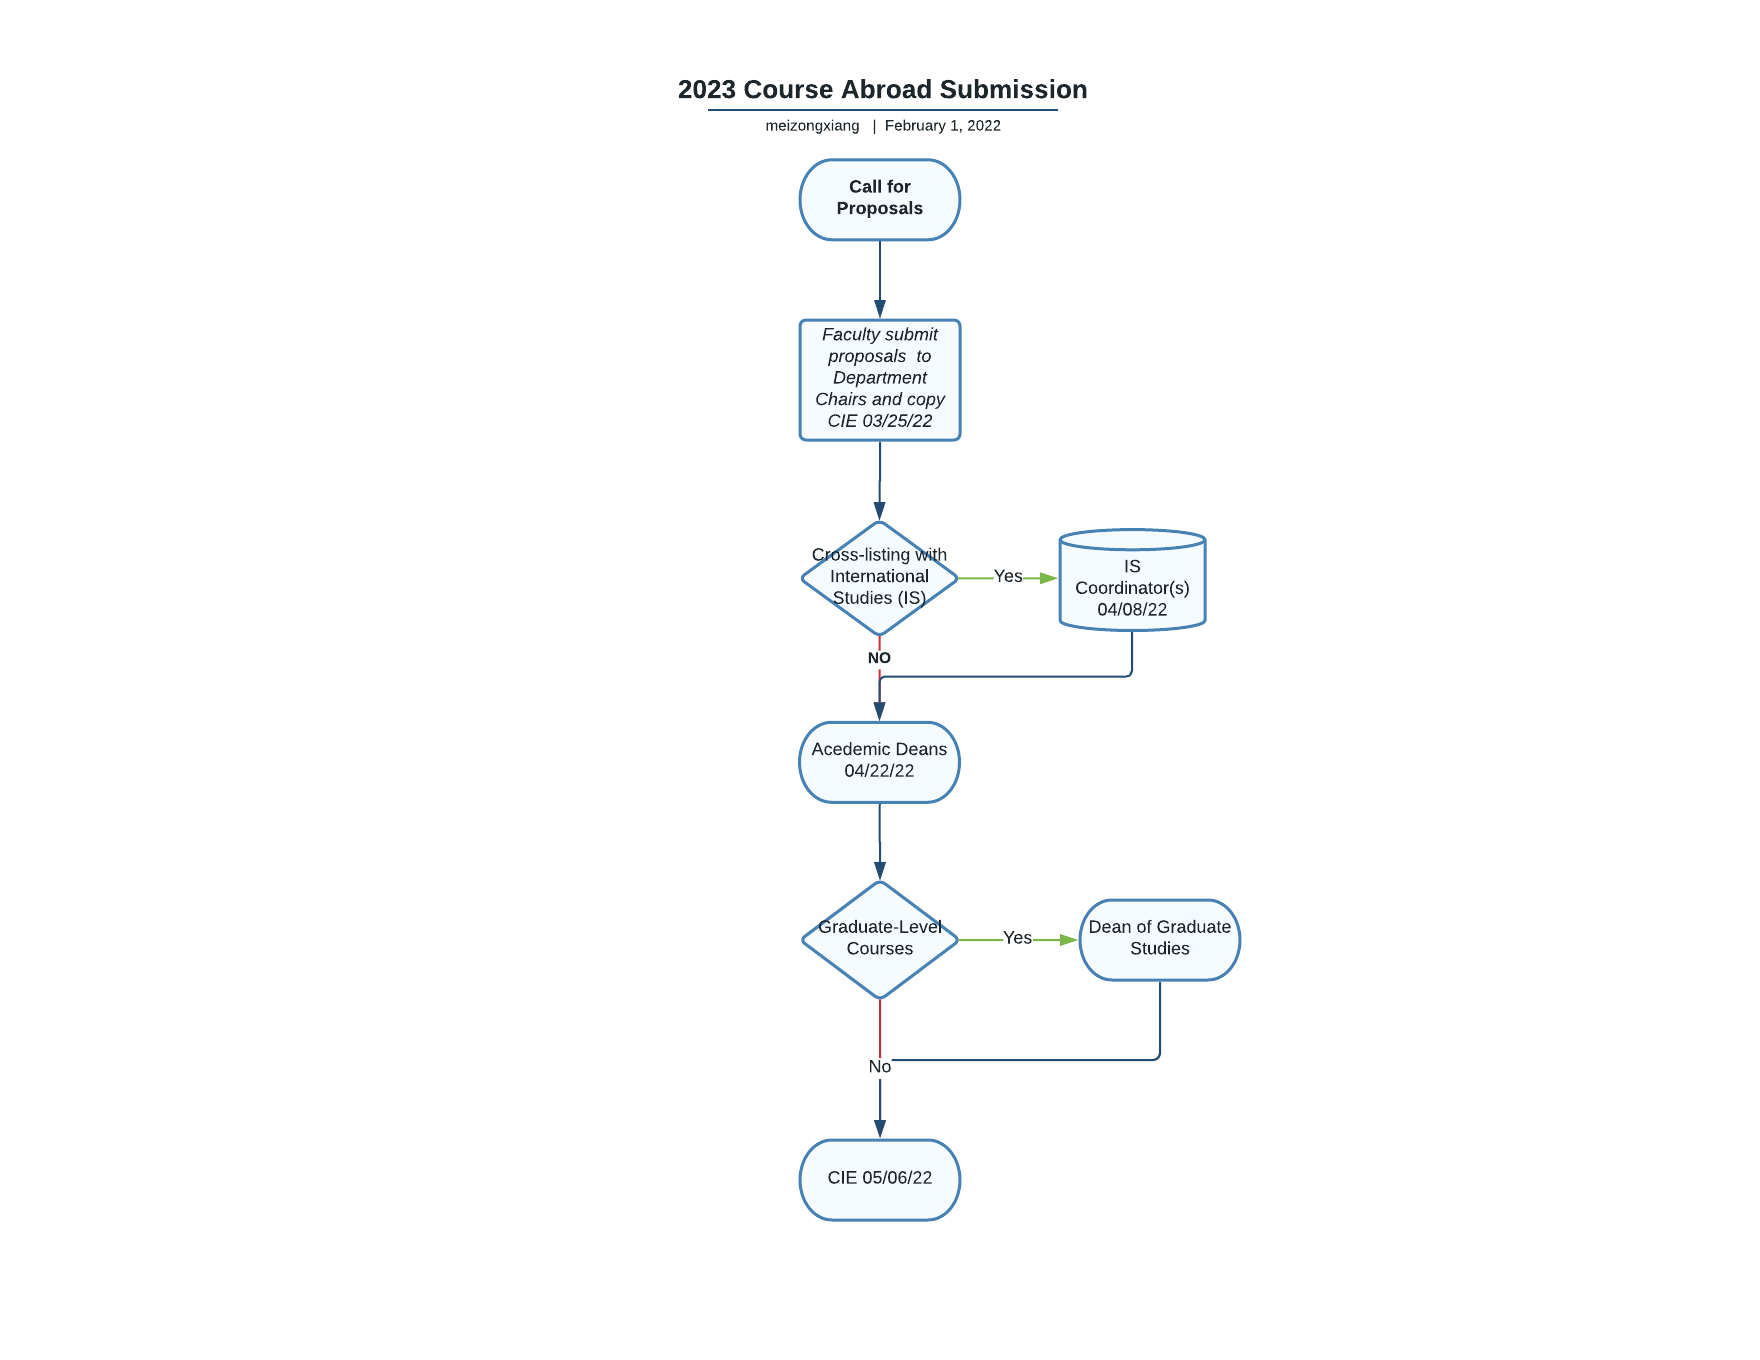 2023 Course Abroad Submission
meizongxiang | February 1, 2022
Call for
Proposals
Faculty submit
proposals to
Department
Chairs and copy
CIE 03/25/22
Cross-listing with
International
Studies (IS)
Yes
IS
Coordinator(s)
04/08/22
NO
Acedemic Deans
04/22/22
Graduate-Level
Courses
Yes
Dean of Graduate
Studies
No
CIE 05/06/22